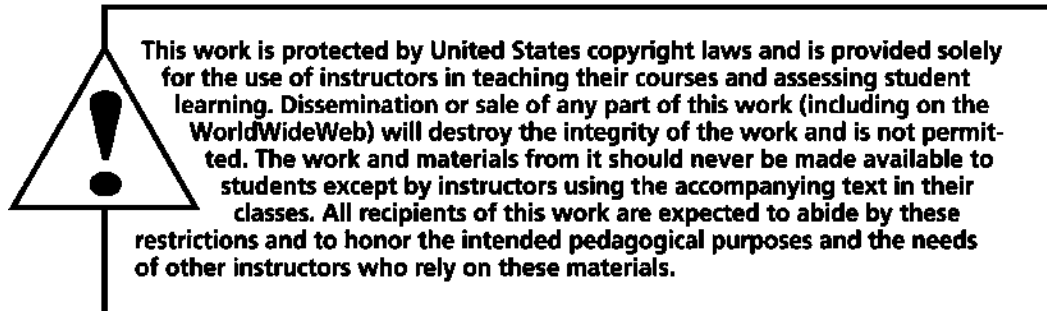 This work is protected by United States copyright laws and is provided solely
for the use of instructors in teaching their courses and assessing student
learning. Dissemination or sale of any part of this work (including on the
WorldWideWeb) will destroy the integrity of the work and is not permit-
ted. The work and materials from it should never be made available to
students except by instructors using the accompanying text in their
classes. All recipients of this work are expected to abide by these
restrictions and to honor the intended pedagogical purposes and the needs
of other instructors who rely on these materials.